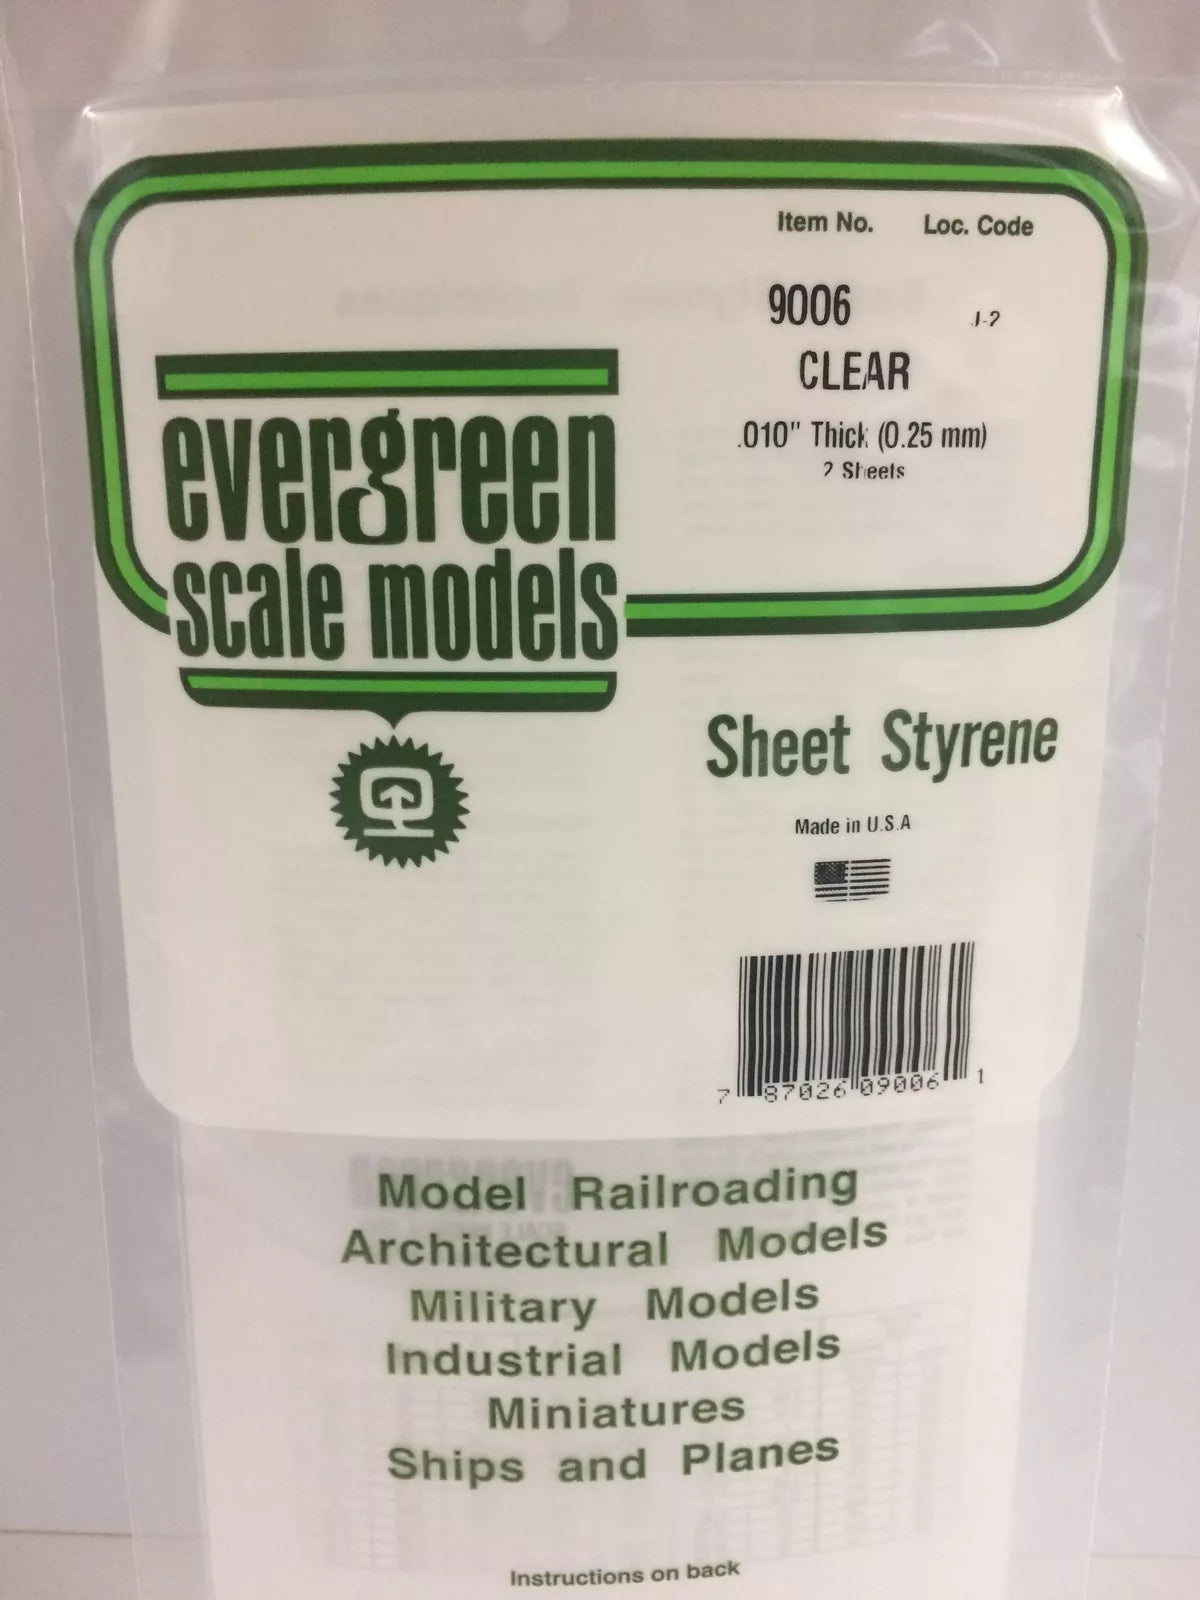 Item No. Loc. Code
9006 J-2
CLEAR
.010" Thick (0.25 mm)
2 Sheets
evergreen
scale models
Sheet Styrene
Made in U.S.A
7 87026 09006 1
Model Railroading
Architectural Models
Military Models
Industrial Models
Miniatures
Ships and Planes
Instructions on back